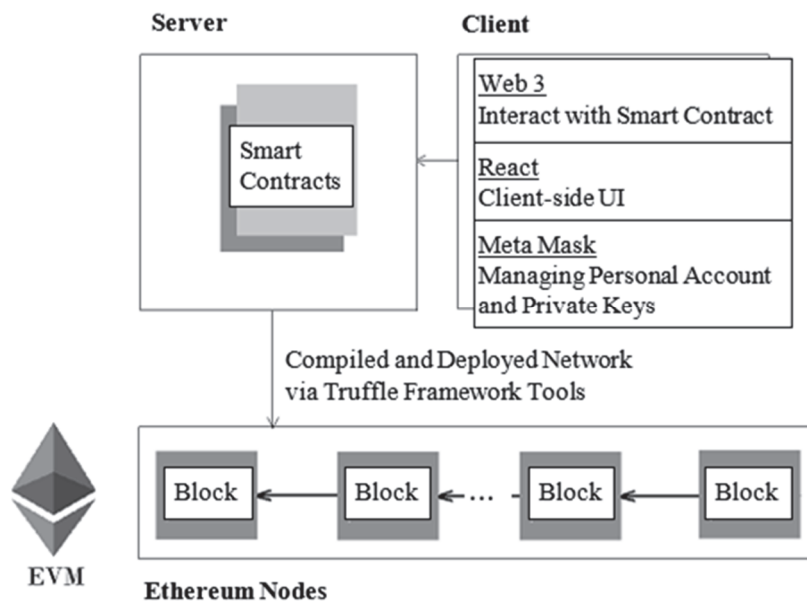 Server
Client
Smart
Contracts
Web 3
Interact with Smart Contract
React
Client-side UI
Meta Mask
Managing Personal Account
and Private Keys
Compiled and Deployed Network
via Truffle Framework Tools
Block
Block
...
Block
Block
EVM
Ethereum Nodes